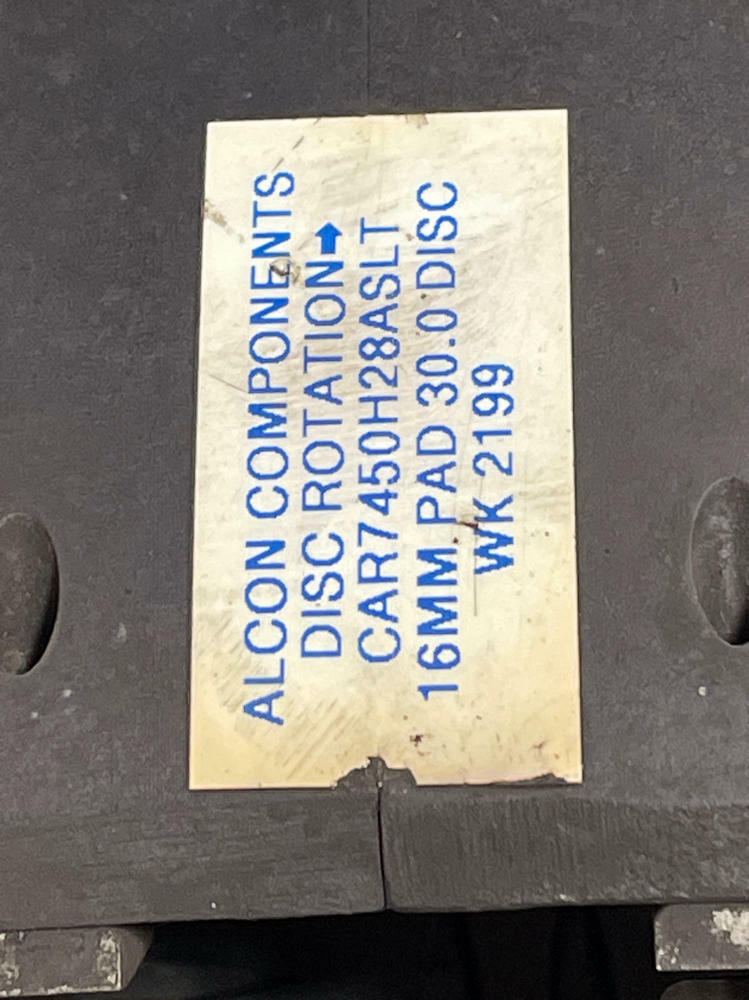 ALCON COMPONENTS
DISC ROTATION➡
CAR7450H28ASLT
16MM PAD 30.0 DISC
WK 2199